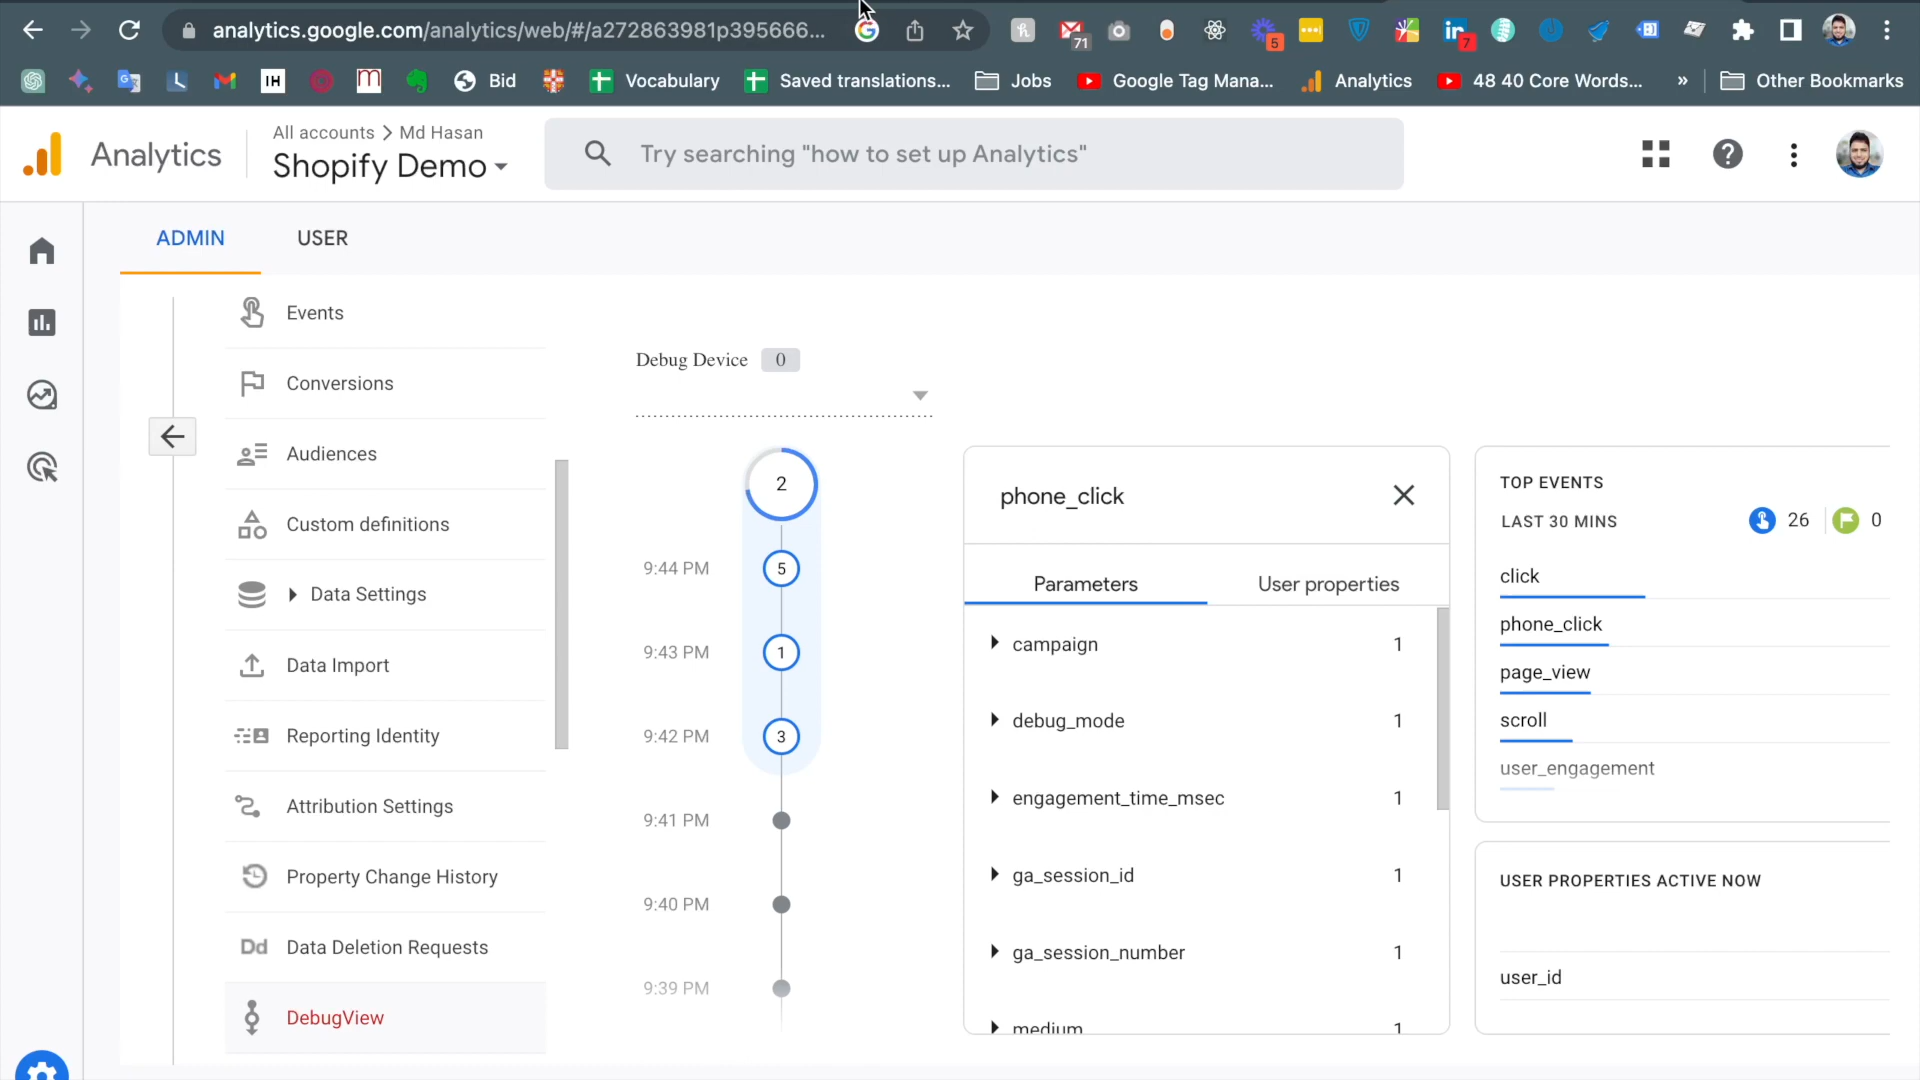 analytics.google.com/analytics/web/#/a272863981p395666...
71
5
7
IH
Bid
Vocabulary
Saved translations...
Jobs
Google Tag Mana...
Analytics
48 40 Core Words...
»
Other Bookmarks
Analytics
All accounts > Md Hasan
Shopify Demo
Try searching "how to set up Analytics"
ADMIN
USER
Events
Conversions
Audiences
Custom definitions
Data Settings
Data Import
Reporting Identity
Attribution Settings
Property Change History
Dd Data Deletion Requests
DebugView
Debug Device 0
2
9:44 PM 5
9:43 PM 1
9:42 PM 3
9:41 PM
9:40 PM
9:39 PM
phone_click
Parameters
User properties
campaign 1
debug_mode 1
engagement_time_msec 1
ga_session_id 1
ga_session_number 1
medium 1
TOP EVENTS
LAST 30 MINS
26
0
click
phone_click
page_view
scroll
user_engagement
USER PROPERTIES ACTIVE NOW
user_id